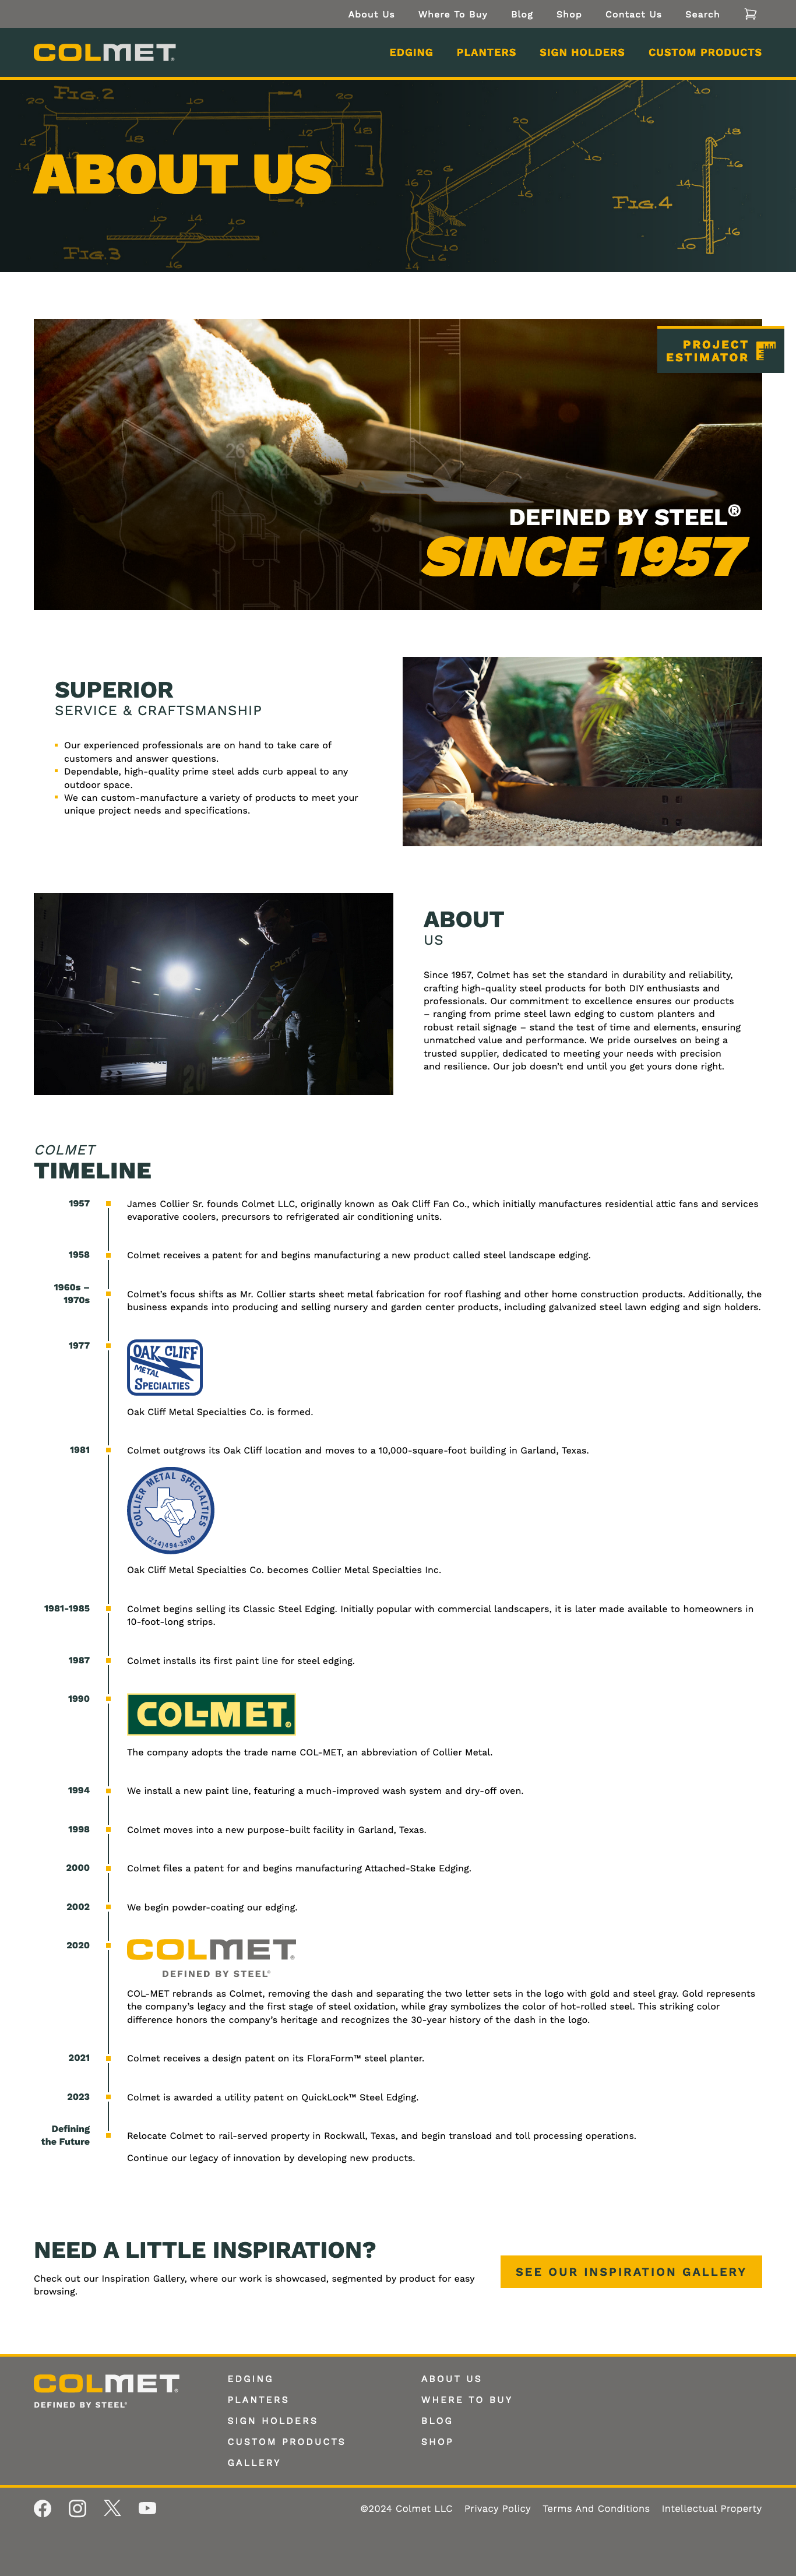 About Us Where To Buy Blog Shop Contact Us Search
COLMET®
EDGING PLANTERS SIGN HOLDERS CUSTOM PRODUCTS
Fig.2
ABOUT US
Fig.3
Fig.4
PROJECT
ESTIMATOR
DEFINED BY STEEL®
SINCE 1957
SUPERIOR
SERVICE & CRAFTSMANSHIP
Our experienced professionals are on hand to take care of
customers and answer questions.
Dependable, high-quality prime steel adds curb appeal to any
outdoor space.
We can custom-manufacture a variety of products to meet your
unique project needs and specifications.
ABOUT
US
Since 1957, Colmet has set the standard in durability and reliability,
crafting high-quality steel products for both DIY enthusiasts and
professionals. Our commitment to excellence ensures our products
– ranging from prime steel lawn edging to custom planters and
robust retail signage – stand the test of time and elements, ensuring
unmatched value and performance. We pride ourselves on being a
trusted supplier, dedicated to meeting your needs with precision
and resilience. Our job doesn’t end until you get yours done right.
COLMET
TIMELINE
1957
James Collier Sr. founds Colmet LLC, originally known as Oak Cliff Fan Co., which initially manufactures residential attic fans and services
evaporative coolers, precursors to refrigerated air conditioning units.
1958
Colmet receives a patent for and begins manufacturing a new product called steel landscape edging.
1960s –
1970s
Colmet’s focus shifts as Mr. Collier starts sheet metal fabrication for roof flashing and other home construction products. Additionally, the
business expands into producing and selling nursery and garden center products, including galvanized steel lawn edging and sign holders.
1977
OAK CLIFF
METAL
SPECIALTIES
Oak Cliff Metal Specialties Co. is formed.
1981
Colmet outgrows its Oak Cliff location and moves to a 10,000-square-foot building in Garland, Texas.
COLLIER METAL SPECIALTIES
(214)494-3900
Oak Cliff Metal Specialties Co. becomes Collier Metal Specialties Inc.
1981-1985
Colmet begins selling its Classic Steel Edging. Initially popular with commercial landscapers, it is later made available to homeowners in
10-foot-long strips.
1987
Colmet installs its first paint line for steel edging.
1990
COL-MET®
The company adopts the trade name COL-MET, an abbreviation of Collier Metal.
1994
We install a new paint line, featuring a much-improved wash system and dry-off oven.
1998
Colmet moves into a new purpose-built facility in Garland, Texas.
2000
Colmet files a patent for and begins manufacturing Attached-Stake Edging.
2002
We begin powder-coating our edging.
2020
COLMET®
DEFINED BY STEEL®
COL-MET rebrands as Colmet, removing the dash and separating the two letter sets in the logo with gold and steel gray. Gold represents
the company’s legacy and the first stage of steel oxidation, while gray symbolizes the color of hot-rolled steel. This striking color
difference honors the company’s heritage and recognizes the 30-year history of the dash in the logo.
2021
Colmet receives a design patent on its FloraForm™ steel planter.
2023
Colmet is awarded a utility patent on QuickLock™ Steel Edging.
Defining
the Future
Relocate Colmet to rail-served property in Rockwall, Texas, and begin transload and toll processing operations.
Continue our legacy of innovation by developing new products.
NEED A LITTLE INSPIRATION?
Check out our Inspiration Gallery, where our work is showcased, segmented by product for easy
browsing.
SEE OUR INSPIRATION GALLERY
COLMET®
DEFINED BY STEEL®
EDGING
PLANTERS
SIGN HOLDERS
CUSTOM PRODUCTS
GALLERY
ABOUT US
WHERE TO BUY
BLOG
SHOP
©2024 Colmet LLC Privacy Policy Terms And Conditions Intellectual Property